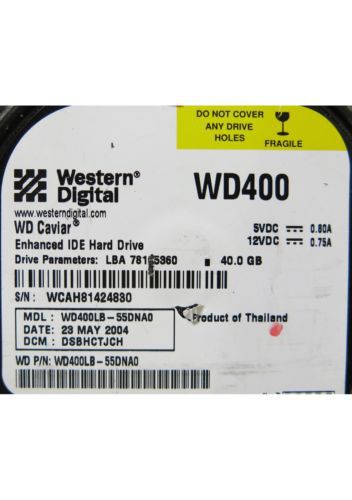 DO NOT COVER
ANY DRIVE
HOLES
FRAGILE
Western®
Digital
WD400
www.westerndigital.com
WD Caviar®
5VDC 0.80A
Enhanced IDE Hard Drive
12VDC 0.75A
Drive Parameters: LBA 78165360 ■ 40.0 GB
S/N: WCAH81424830
MDL: WD400LB-55DNA0
Product of Thailand
DATE: 23 MAY 2004
DCM: DSBHCTJCH
WD P/N: WD400LB-55DNA0